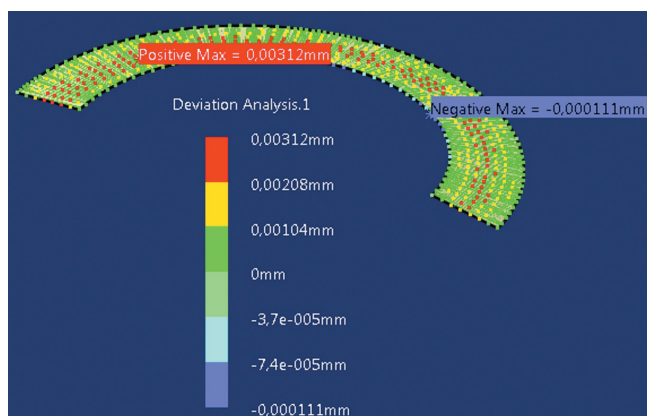 Positive Max = 0,00312mm
Negative Max = -0,000111mm
Deviation Analysis.1
0,00312mm
0,00208mm
0,00104mm
0mm
-3,7e-005mm
-7,4e-005mm
-0,000111mm